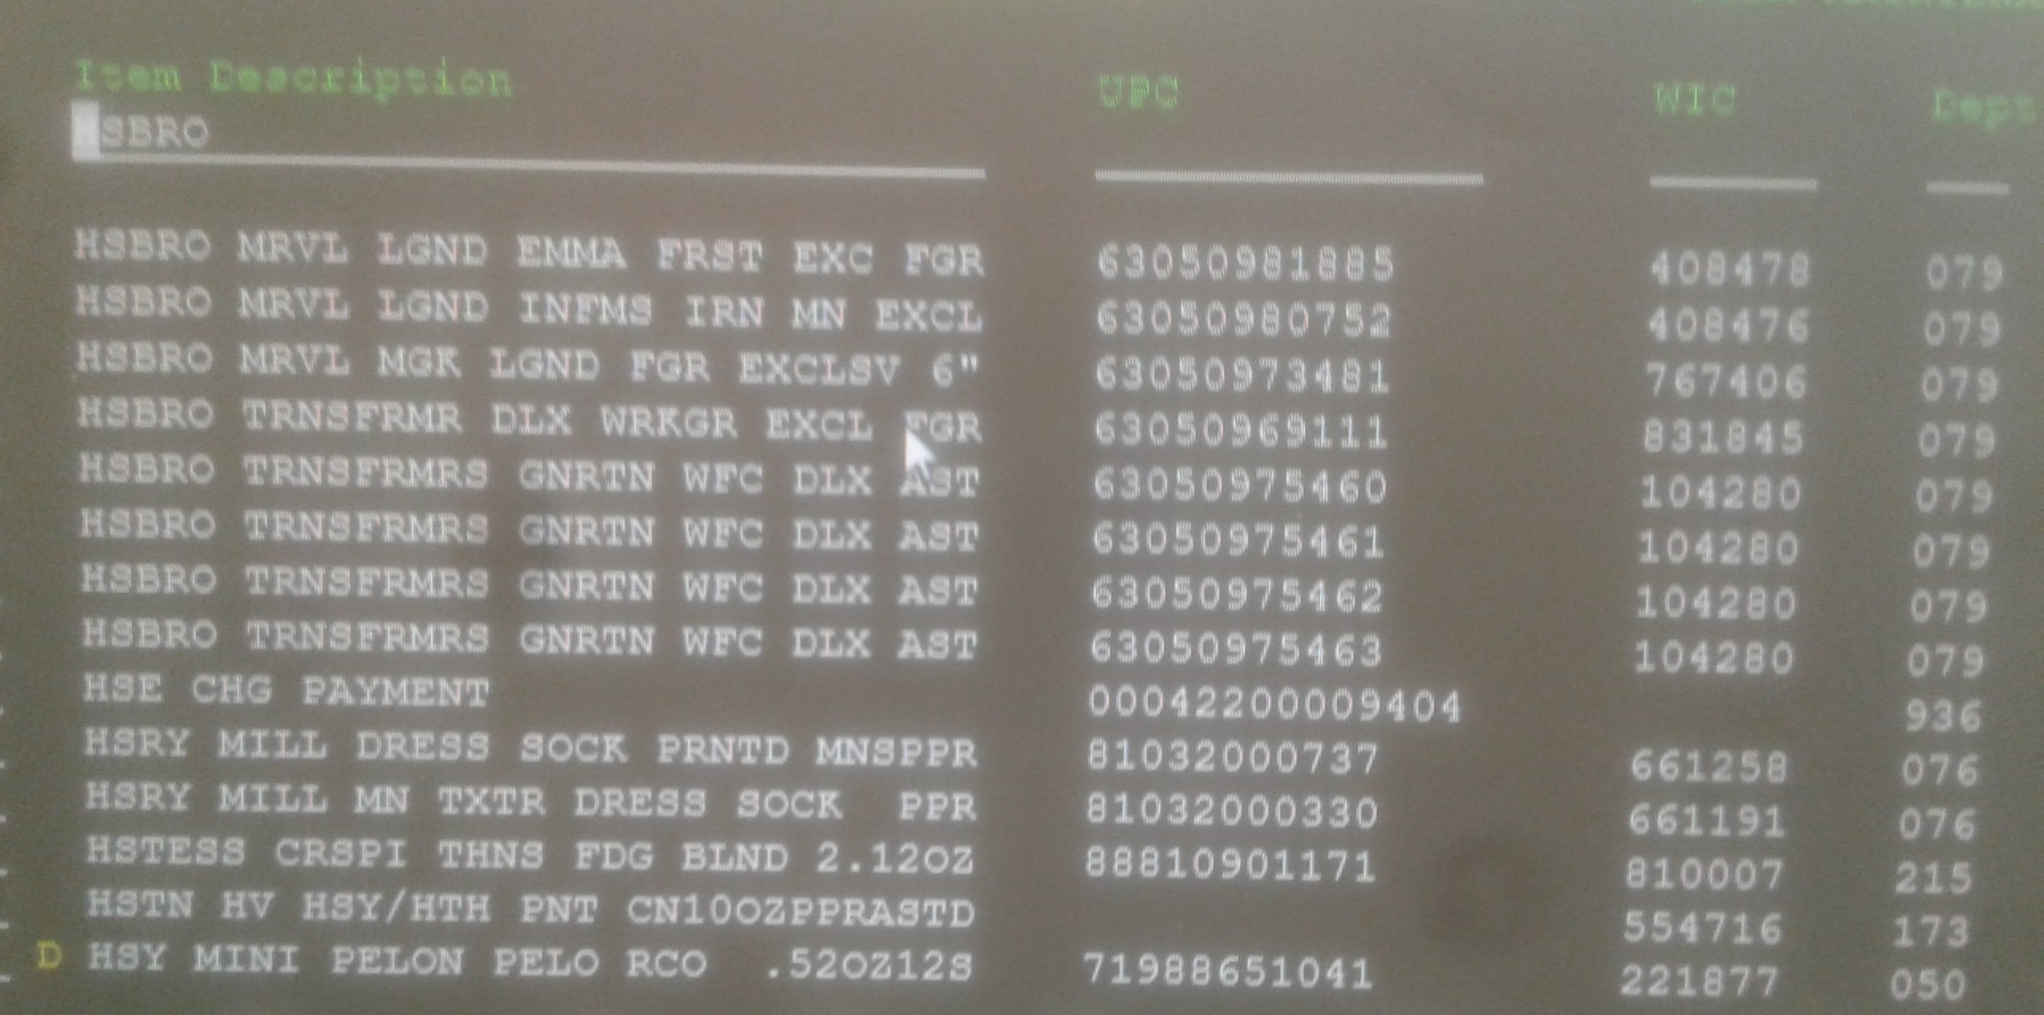 Item Description UPC WIC Dept
HSBRO
HSBRO MRVL LGND EMMA FRST EXC FGR 63050981885 408478 079
HSBRO MRVL LGND INFMS IRN MN EXCL 63050980752 408476 079
HSBRO MRVL MGK LGND FGR EXCLSV 6" 63050973481 767406 079
HSBRO TRNSFRMR DLX WRKGR EXCL FGR 63050969111 831845 079
HSBRO TRNSFRMRS GNRTN WFC DLX AST 63050975460 104280 079
HSBRO TRNSFRMRS GNRTN WFC DLX AST 63050975461 104280 079
HSBRO TRNSFRMRS GNRTN WFC DLX AST 63050975462 104280 079
HSBRO TRNSFRMRS GNRTN WFC DLX AST 63050975463 104280 079
HSE CHG PAYMENT 00042200009404 936
HSRY MILL DRESS SOCK PRNTD MNSPPR 81032000737 661258 076
HSRY MILL MN TXTR DRESS SOCK PPR 81032000330 661191 076
HSTESS CRSPI THNS FDG BLND 2.12OZ 88810901171 810007 215
HSTN HV HSY/HTH PNT CN10OZPPRASTD 554716 173
D HSY MINI PELON PELO RCO .52OZ12S 71988651041 221877 050